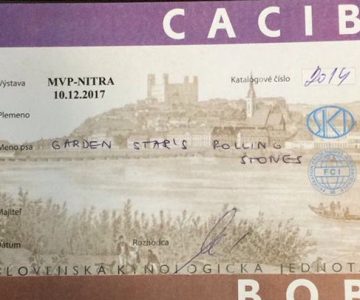 CACIB
Výstava MVP-NITRA Katalógové číslo 2014
10.12.2017
Plemeno
Meno psa GARDEN STAR'S ROLLING
STONES
SKJ
FCI
Majiteľ
Dátum Rozhodca
SLOVENSKÁ KYNOLOGICKÁ JEDNOT
BOB